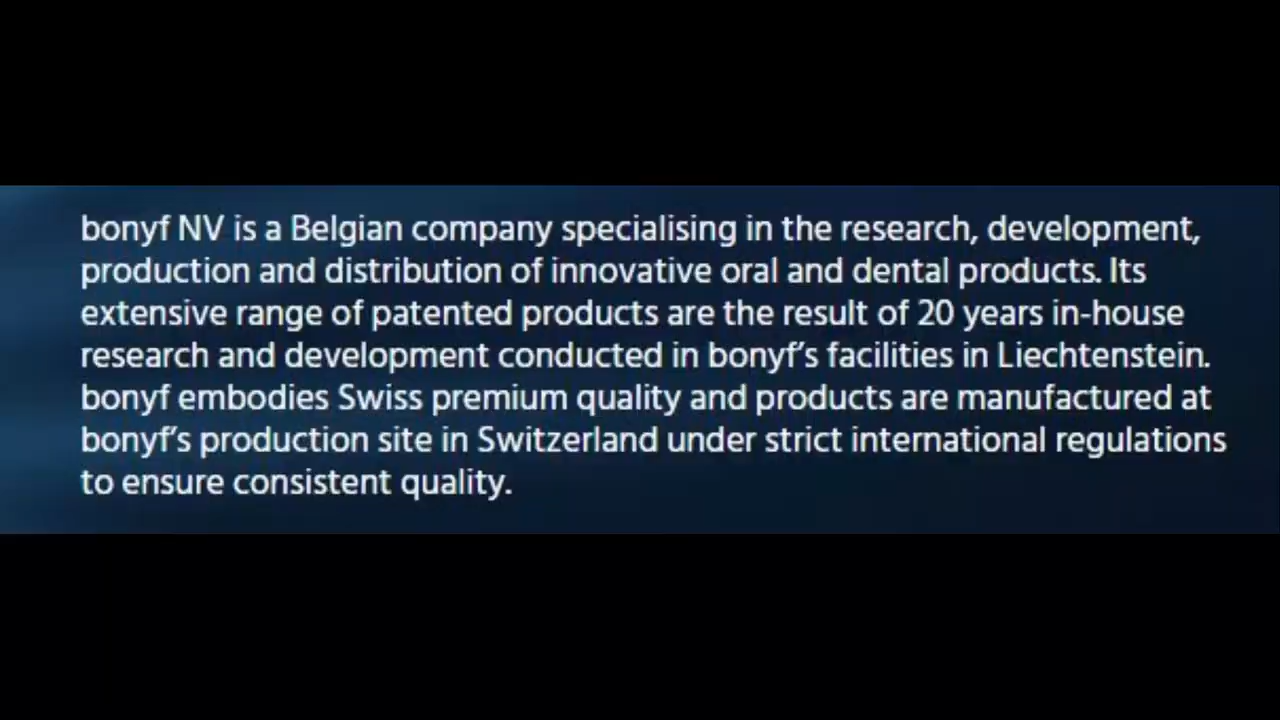 bonyf NV is a Belgian company specialising in the research, development,
production and distribution of innovative oral and dental products. Its
extensive range of patented products are the result of 20 years in-house
research and development conducted in bonyf’s facilities in Liechtenstein.
bonyf embodies Swiss premium quality and products are manufactured at
bonyf’s production site in Switzerland under strict international regulations
to ensure consistent quality.